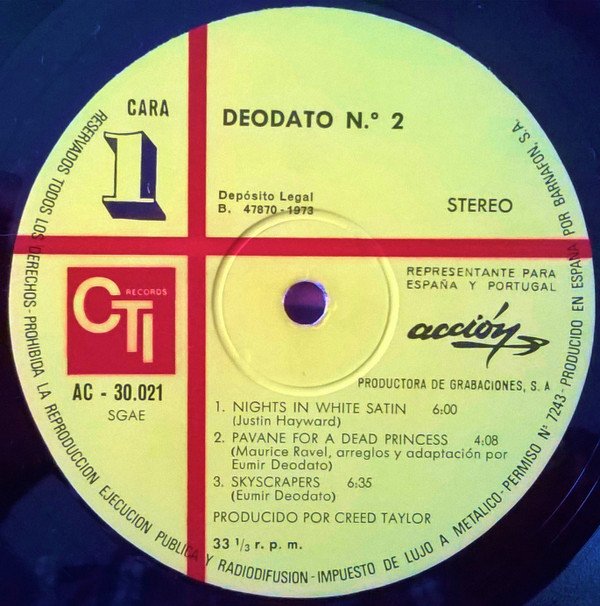 CARA
1
DEODATO N.º 2
Depósito Legal
B. 47870-1973
STEREO
CTI
RECORDS
AC - 30.021
SGAE
REPRESENTANTE PARA
ESPAÑA Y PORTUGAL
acción
PRODUCTORA DE GRABACIONES, S. A
1. NIGHTS IN WHITE SATIN 6:00
(Justin Hayward)
2. PAVANE FOR A DEAD PRINCESS 4:08
(Maurice Ravel, arreglos y adaptación por
Eumir Deodato)
3. SKYSCRAPERS 6:35
(Eumir Deodato)
PRODUCIDO POR CREED TAYLOR
33 1/3 r. p. m.
RESERVADOS TODOS LOS DERECHOS-PROHIBIDA LA REPRODUCCION EJECUCION PUBLICA Y RADIODIFUSION-IMPUESTO DE LUJO A METALICO-PERMISO Nº 7243-PRODUCIDO EN ESPAÑA POR BARNAFON, S.A.